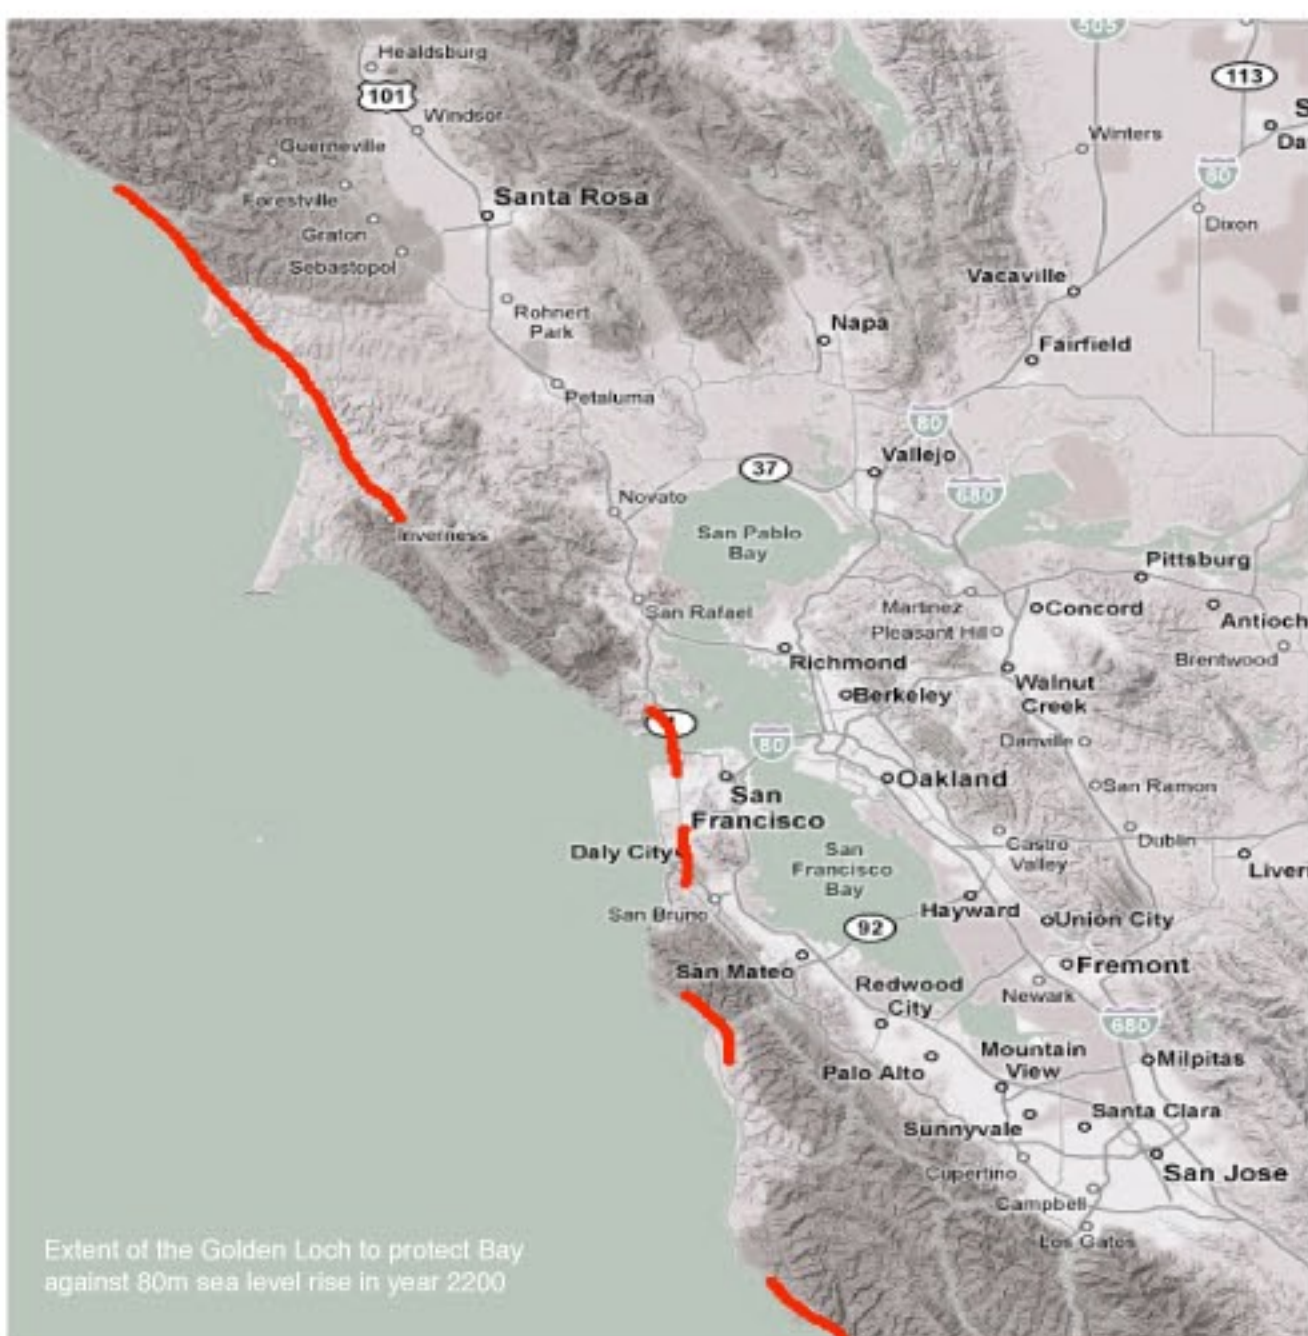 505
Healdsburg
113
101
Windsor
Winters
Guerneville
80
Forestville
Santa Rosa
Dixon
Graton
Sebastopol
Vacaville
Rohnert
Park
Napa
Fairfield
Petaluma
80
Vallejo
37
680
Novato
San Pablo
Bay
Inverness
Pittsburg
San Rafael
Martinez
Concord
Antioch
Pleasant Hill
Richmond
Brentwood
Berkeley
Walnut
Creek
80
Danville
Oakland
San Ramon
San
Francisco
Castro
Valley
Dublin
Daly City
San
Francisco
Bay
Liver
San Bruno
Hayward
Union City
92
San Mateo
Fremont
Redwood
City
Newark
680
Mountain
View
Milpitas
Palo Alto
Santa Clara
Sunnyvale
Cupertino
San Jose
Campbell
Los Gatos
Extent of the Golden Loch to protect Bay
against 80m sea level rise in year 2200